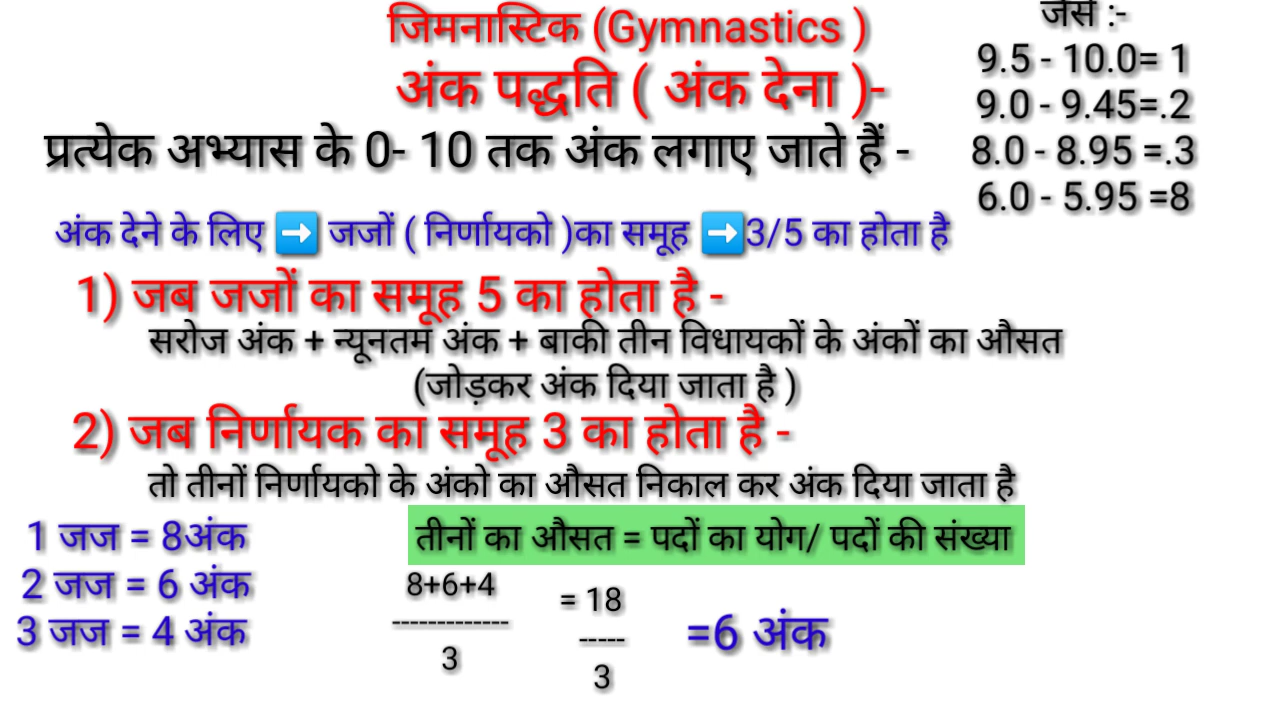 जिमनास्टिक (Gymnastics )
अंक पद्धति ( अंक देना )-
प्रत्येक अभ्यास के 0- 10 तक अंक लगाए जाते हैं -
जैसे :-
9.5 - 10.0= 1
9.0 - 9.45=.2
8.0 - 8.95 =.3
6.0 - 5.95 =8
अंक देने के लिए ➡️ जजों ( निर्णायको )का समूह ➡️3/5 का होता है
1) जब जजों का समूह 5 का होता है -
सरोज अंक + न्यूनतम अंक + बाकी तीन विधायकों के अंकों का औसत
(जोड़कर अंक दिया जाता है )
2) जब निर्णायक का समूह 3 का होता है -
तो तीनों निर्णायको के अंको का औसत निकाल कर अंक दिया जाता है
1 जज = 8अंक
2 जज = 6 अंक
3 जज = 4 अंक
तीनों का औसत = पदों का योग/ पदों की संख्या
8+6+4
-------------
3
= 18
-----
3
=6 अंक